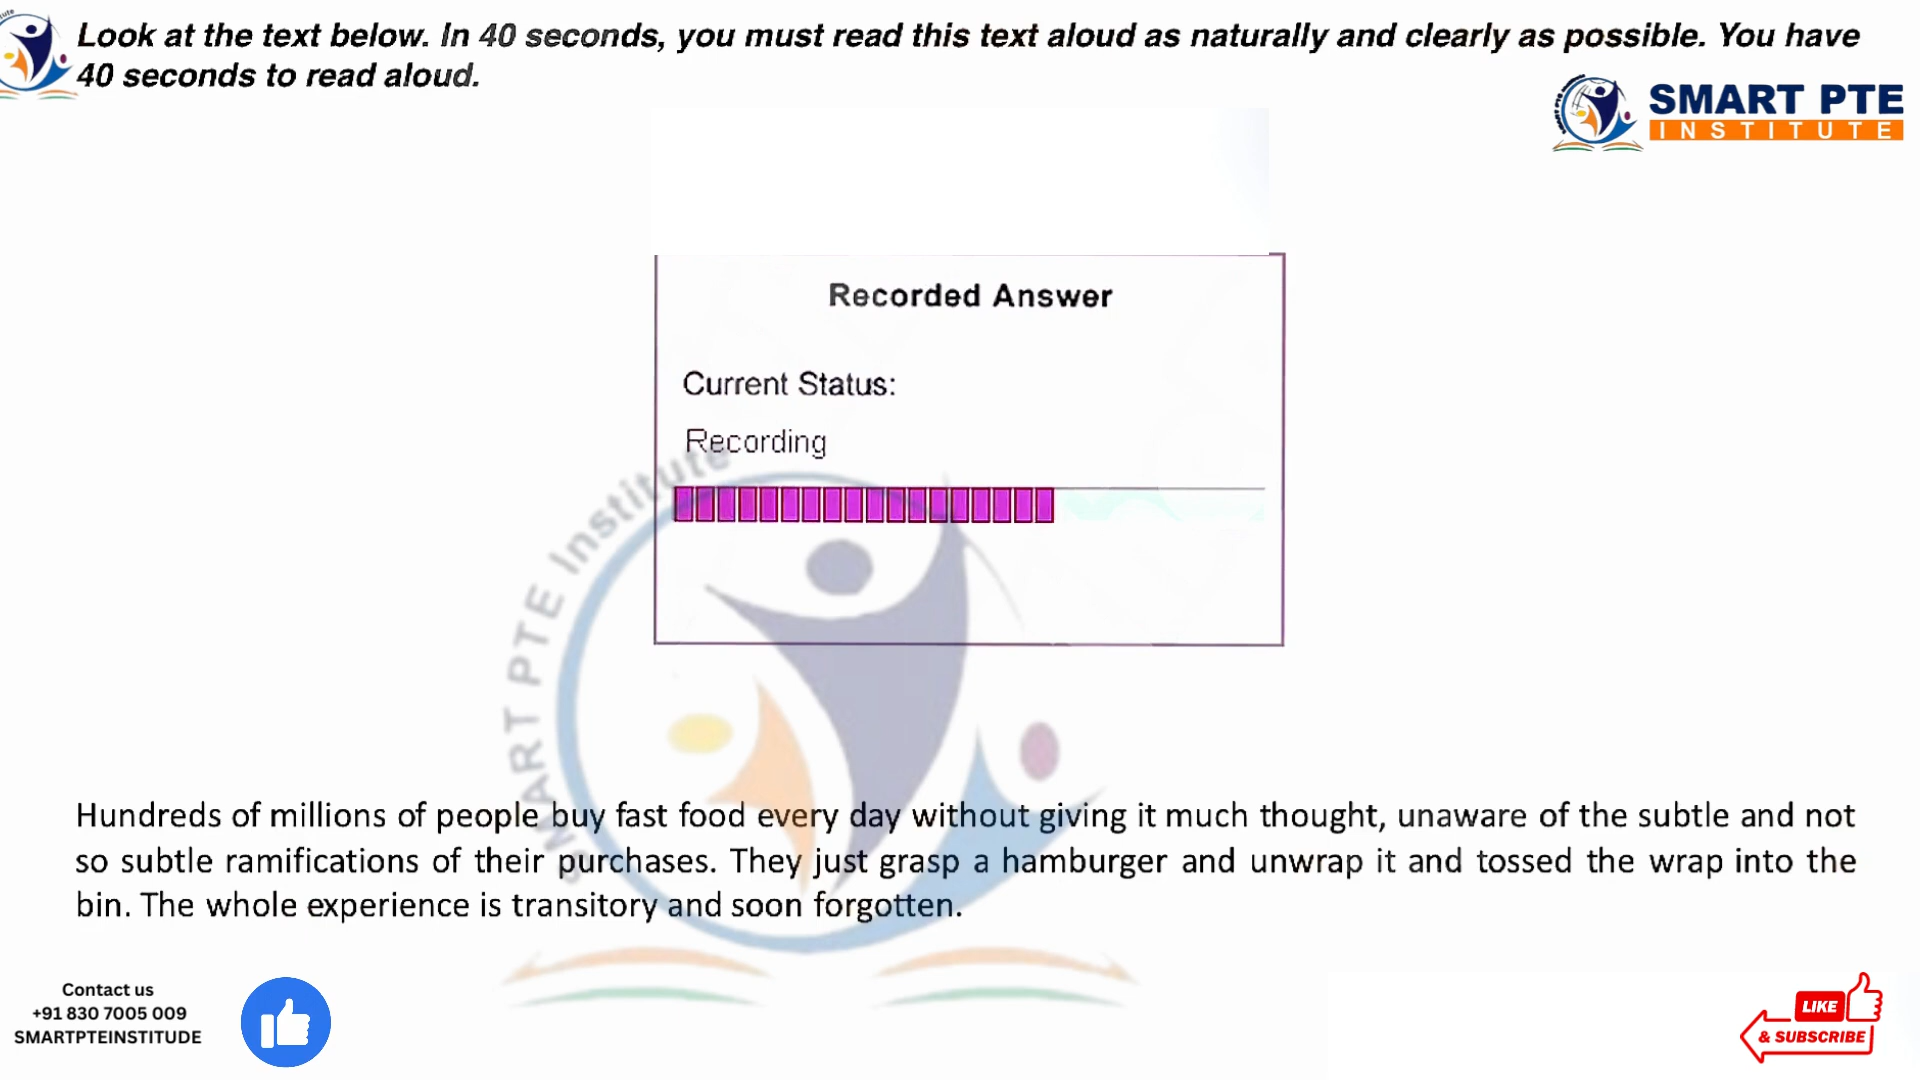 Look at the text below. In 40 seconds, you must read this text aloud as naturally and clearly as possible. You have
40 seconds to read aloud.
SMART PTE
INSTITUTE
Recorded Answer
Current Status:
Recording
SMART PTE Institute
Hundreds of millions of people buy fast food every day without giving it much thought, unaware of the subtle and not
so subtle ramifications of their purchases. They just grasp a hamburger and unwrap it and tossed the wrap into the
bin. The whole experience is transitory and soon forgotten.
Contact us
+91 830 7005 009
SMARTPTEINSTITUDE
LIKE
& SUBSCRIBE